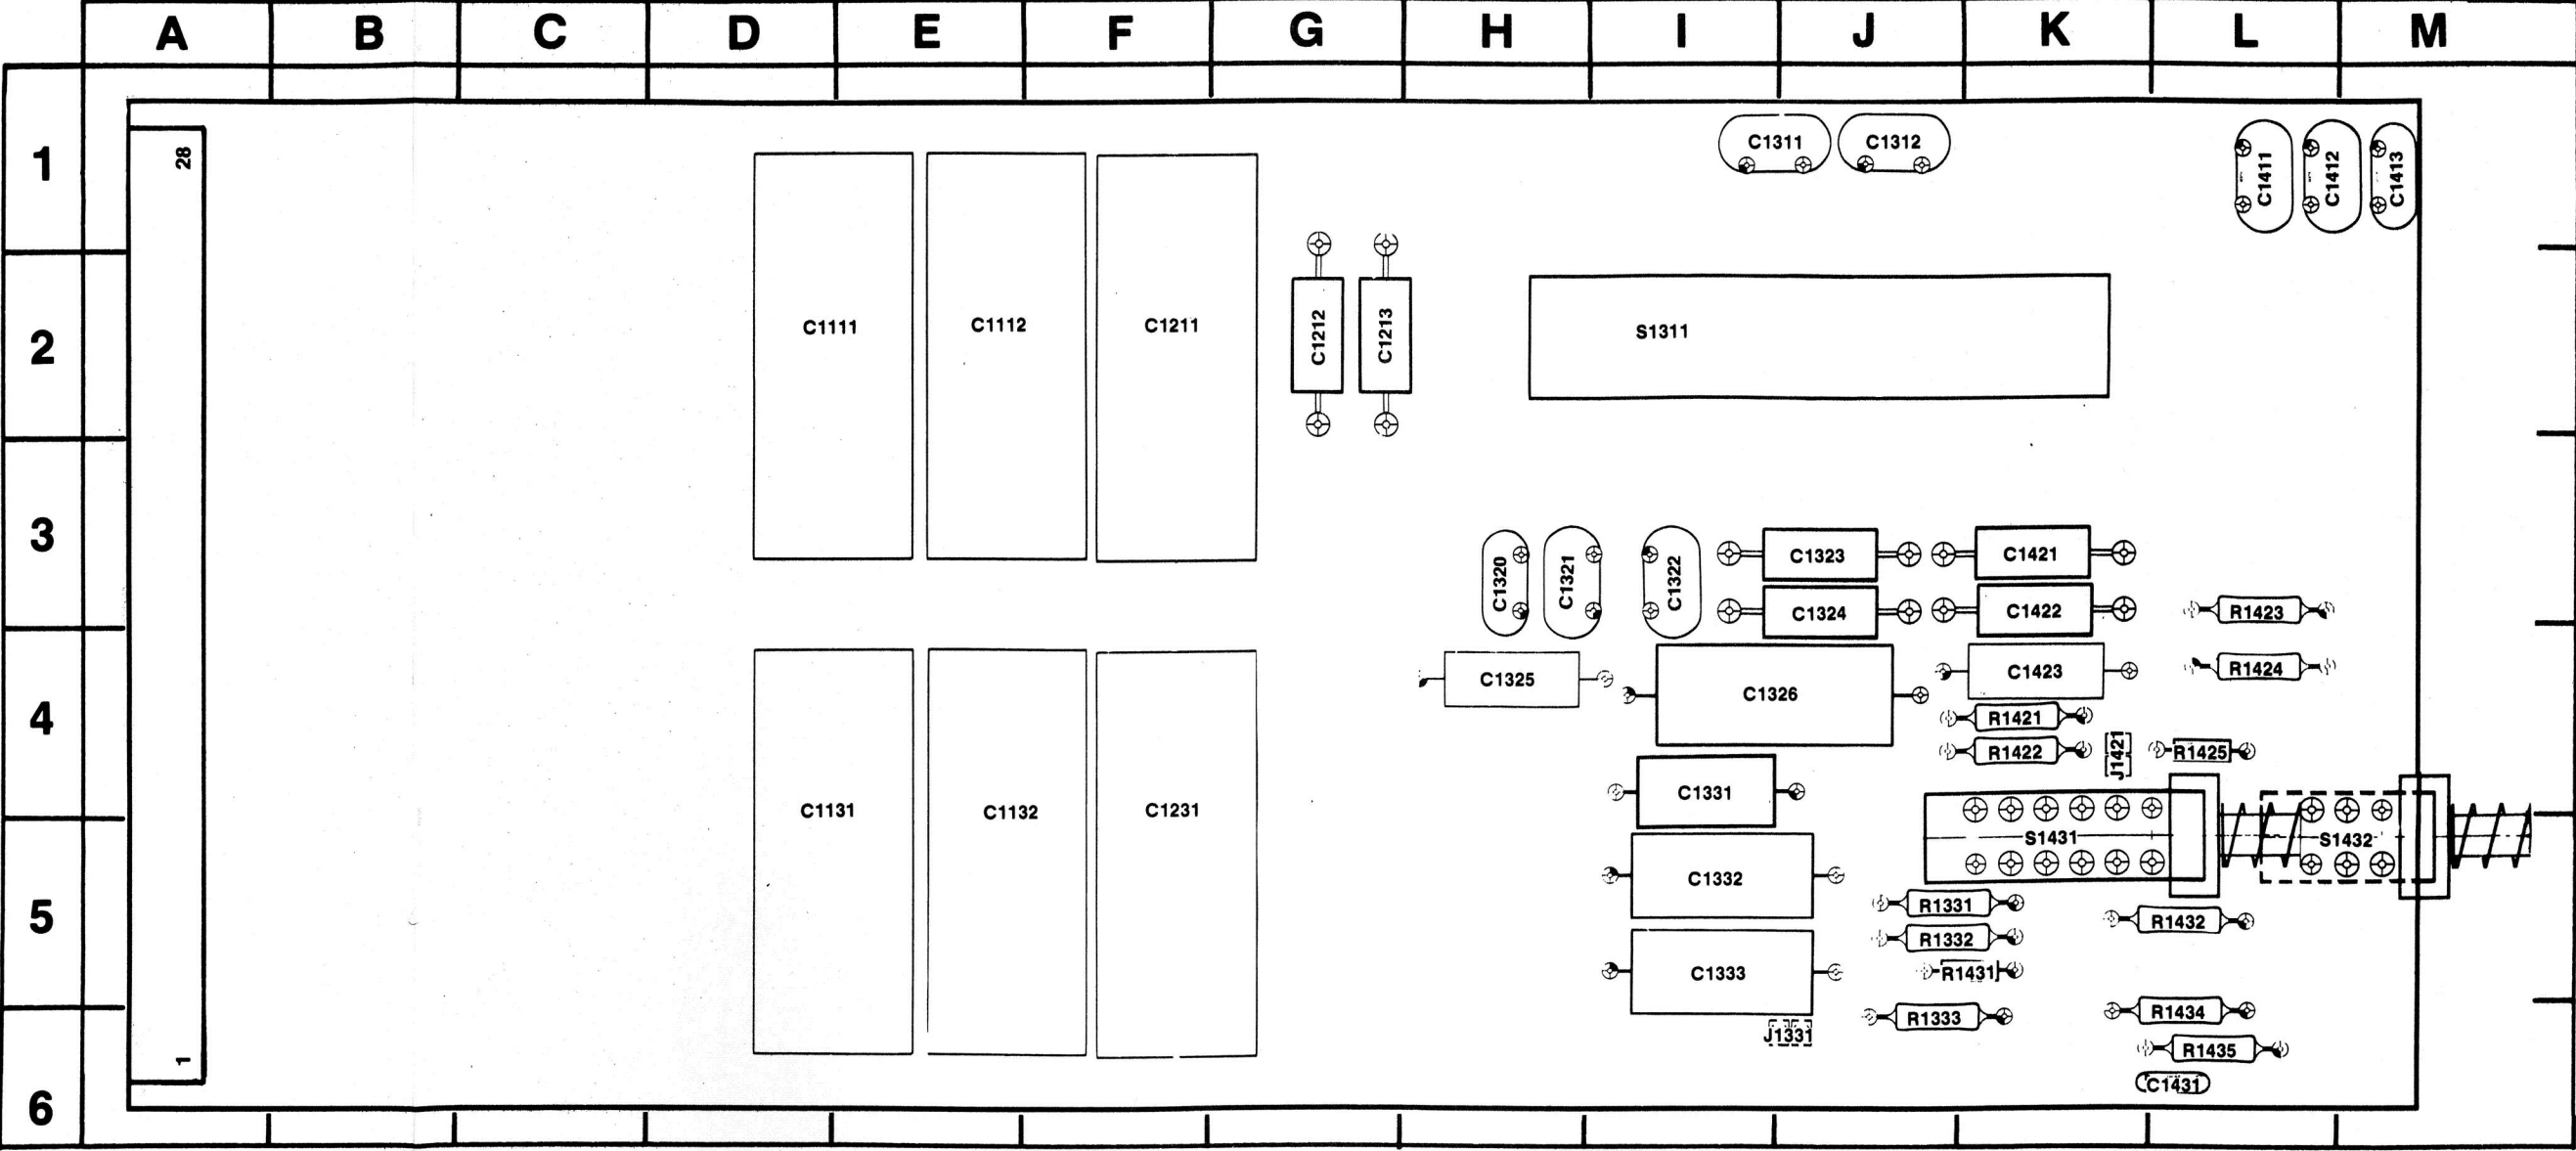 A B C D E F G H I J K L M
1
28
C1311 C1312
C1411
C1412
C1413
2
C1111 C1112 C1211
C1212
C1213
S1311
3
C1320
C1321
C1322
C1323 C1421
C1324 C1422 R1423
4
C1325 C1326 C1423 R1424
R1421
R1422
J1421
R1425
C1331
C1131 C1132 C1231
S1431 S1432
5
C1332
R1331
R1432
R1332
C1333 R1431
R1333 R1434
J1331
R1435
1
C1431
6